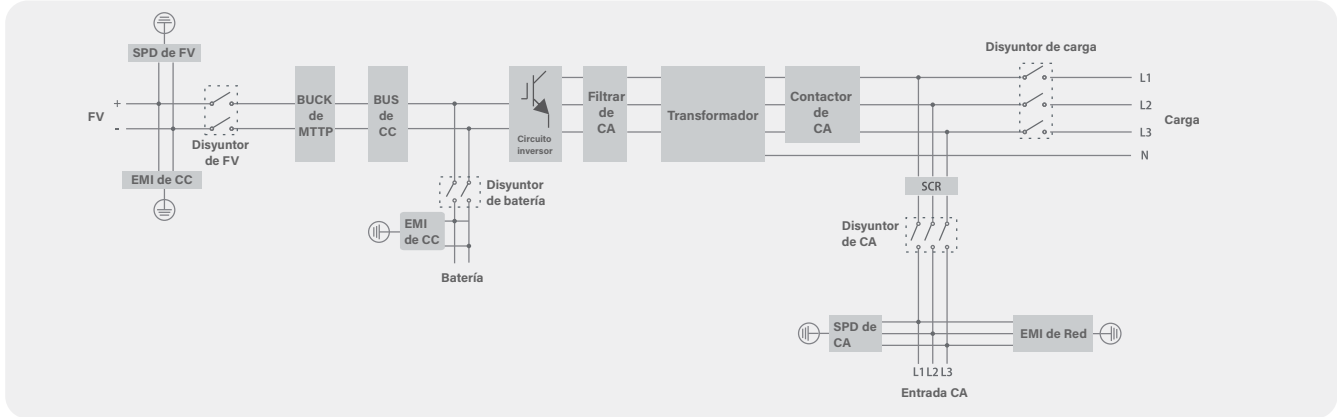 SPD de FV
FV
+
-
Disyuntor
de FV
EMI de CC
BUCK
de
MTTP
BUS
de
CC
Circuito
inversor
Filtrar
de
CA
Transformador
Contactor
de
CA
Disyuntor de carga
L1
L2
L3
N
Carga
Disyuntor
de batería
EMI
de CC
Batería
SCR
Disyuntor
de CA
SPD de
CA
EMI de Red
L1 L2 L3
Entrada CA